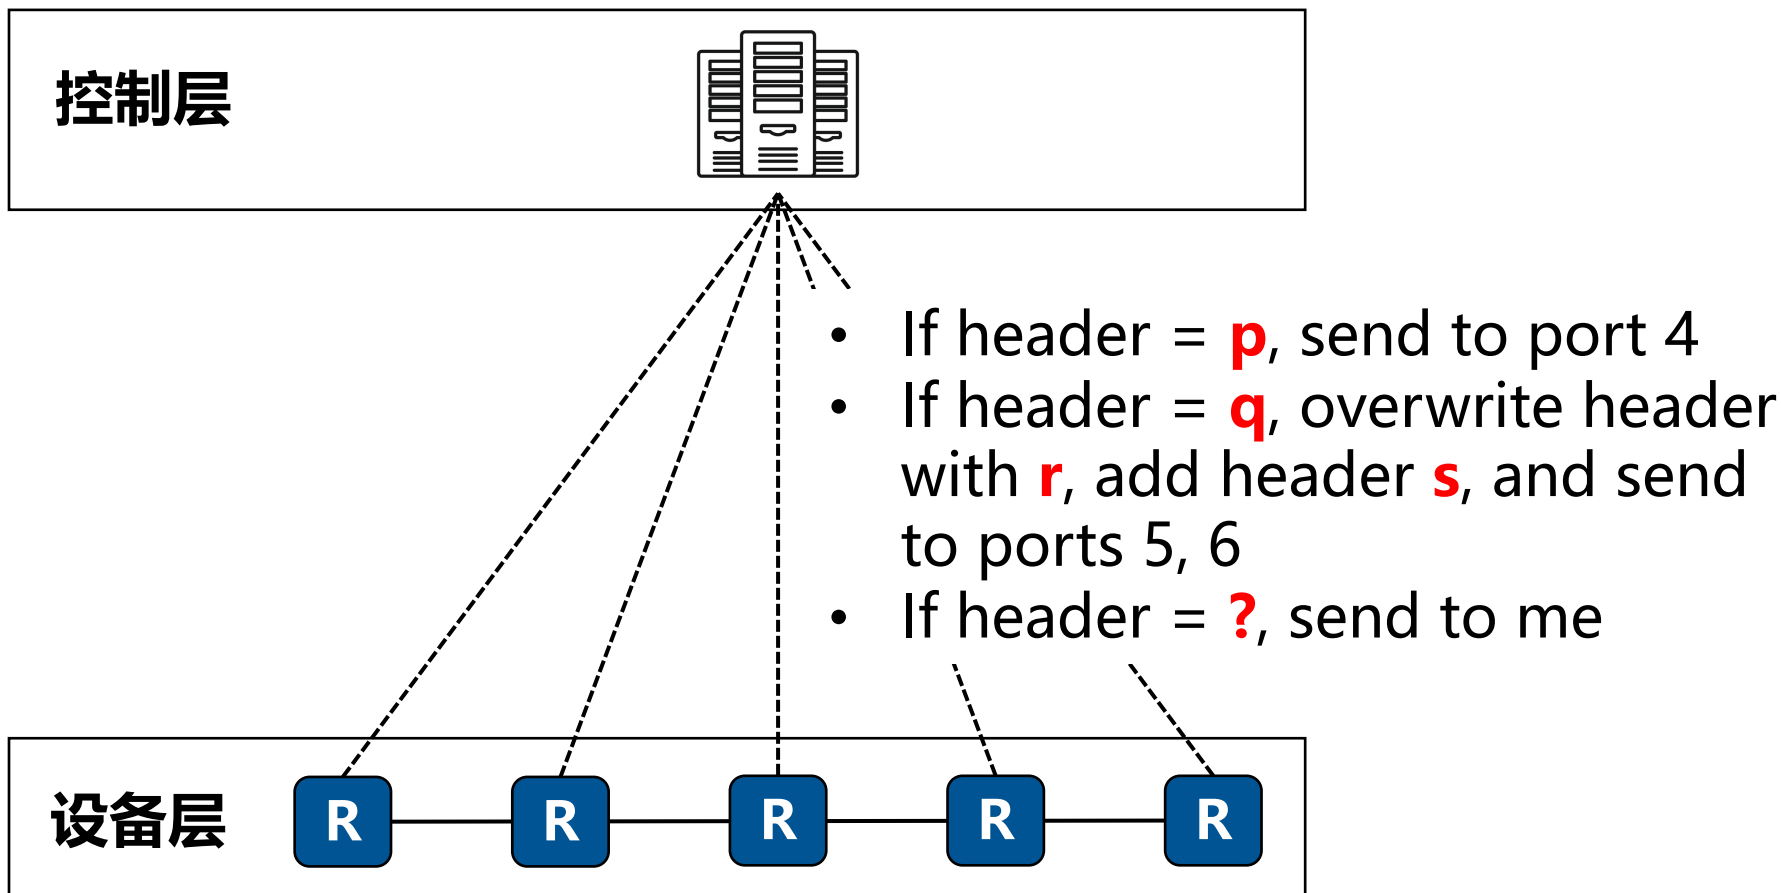 控制层
• If header = p, send to port 4
• If header = q, overwrite header
with r, add header s, and send
to ports 5, 6
• If header = ?, send to me
设备层
R R R R R